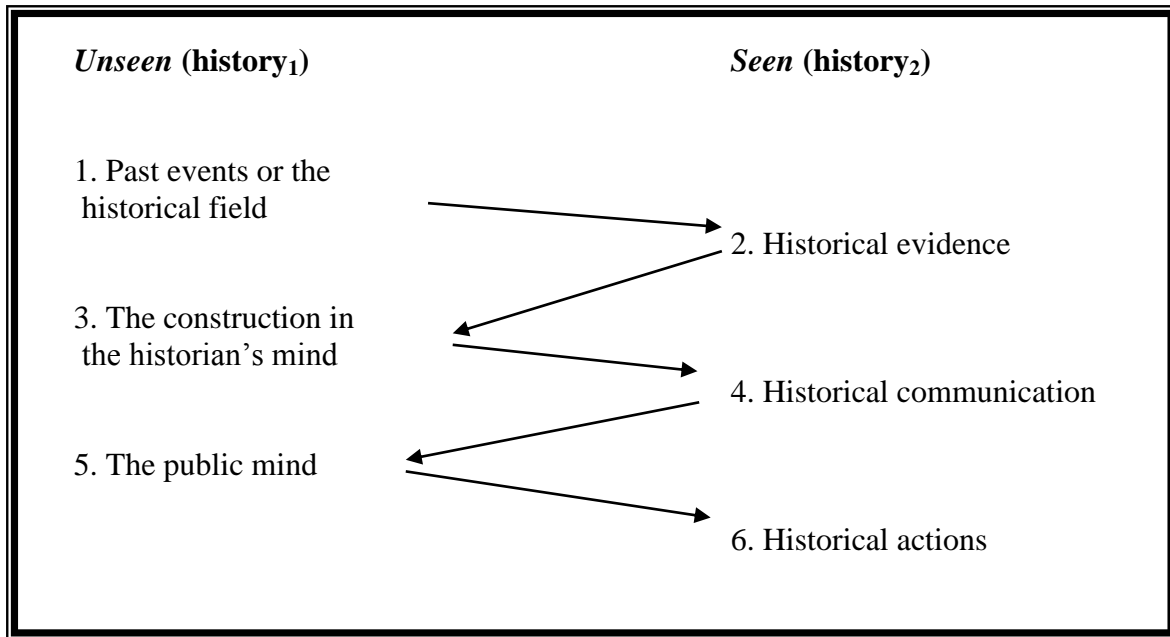 Unseen (history₁)
Seen (history₂)
1. Past events or the
historical field
2. Historical evidence
3. The construction in
the historian’s mind
4. Historical communication
5. The public mind
6. Historical actions